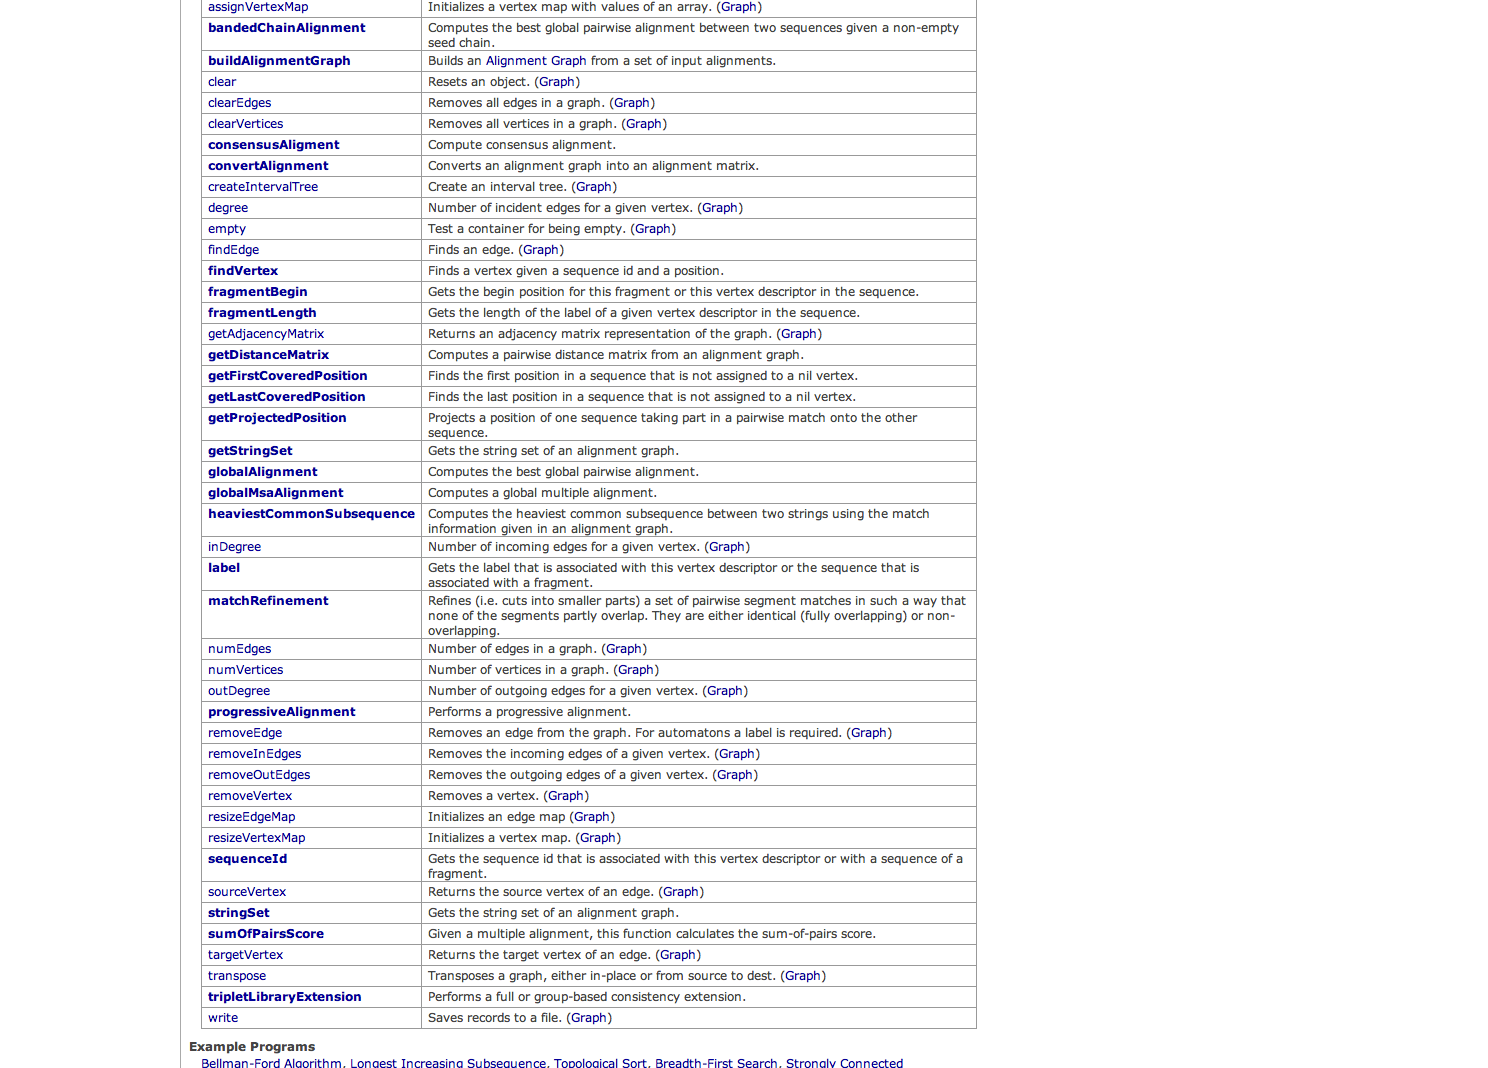 assignVertexMap Initializes a vertex map with values of an array. (Graph)
bandedChainAlignment Computes the best global pairwise alignment between two sequences given a non-empty
seed chain.
buildAlignmentGraph Builds an Alignment Graph from a set of input alignments.
clear Resets an object. (Graph)
clearEdges Removes all edges in a graph. (Graph)
clearVertices Removes all vertices in a graph. (Graph)
consensusAligment Compute consensus alignment.
convertAlignment Converts an alignment graph into an alignment matrix.
createIntervalTree Create an interval tree. (Graph)
degree Number of incident edges for a given vertex. (Graph)
empty Test a container for being empty. (Graph)
findEdge Finds an edge. (Graph)
findVertex Finds a vertex given a sequence id and a position.
fragmentBegin Gets the begin position for this fragment or this vertex descriptor in the sequence.
fragmentLength Gets the length of the label of a given vertex descriptor in the sequence.
getAdjacencyMatrix Returns an adjacency matrix representation of the graph. (Graph)
getDistanceMatrix Computes a pairwise distance matrix from an alignment graph.
getFirstCoveredPosition Finds the first position in a sequence that is not assigned to a nil vertex.
getLastCoveredPosition Finds the last position in a sequence that is not assigned to a nil vertex.
getProjectedPosition Projects a position of one sequence taking part in a pairwise match onto the other
sequence.
getStringSet Gets the string set of an alignment graph.
globalAlignment Computes the best global pairwise alignment.
globalMsaAlignment Computes a global multiple alignment.
heaviestCommonSubsequence Computes the heaviest common subsequence between two strings using the match
information given in an alignment graph.
inDegree Number of incoming edges for a given vertex. (Graph)
label Gets the label that is associated with this vertex descriptor or the sequence that is
associated with a fragment.
matchRefinement Refines (i.e. cuts into smaller parts) a set of pairwise segment matches in such a way that
none of the segments partly overlap. They are either identical (fully overlapping) or non-
overlapping.
numEdges Number of edges in a graph. (Graph)
numVertices Number of vertices in a graph. (Graph)
outDegree Number of outgoing edges for a given vertex. (Graph)
progressiveAlignment Performs a progressive alignment.
removeEdge Removes an edge from the graph. For automatons a label is required. (Graph)
removeInEdges Removes the incoming edges of a given vertex. (Graph)
removeOutEdges Removes the outgoing edges of a given vertex. (Graph)
removeVertex Removes a vertex. (Graph)
resizeEdgeMap Initializes an edge map (Graph)
resizeVertexMap Initializes a vertex map. (Graph)
sequenceId Gets the sequence id that is associated with this vertex descriptor or with a sequence of a
fragment.
sourceVertex Returns the source vertex of an edge. (Graph)
stringSet Gets the string set of an alignment graph.
sumOfPairsScore Given a multiple alignment, this function calculates the sum-of-pairs score.
targetVertex Returns the target vertex of an edge. (Graph)
transpose Transposes a graph, either in-place or from source to dest. (Graph)
tripletLibraryExtension Performs a full or group-based consistency extension.
write Saves records to a file. (Graph)
Example Programs
Bellman-Ford Algorithm, Longest Increasing Subsequence, Topological Sort, Breadth-First Search, Strongly Connected